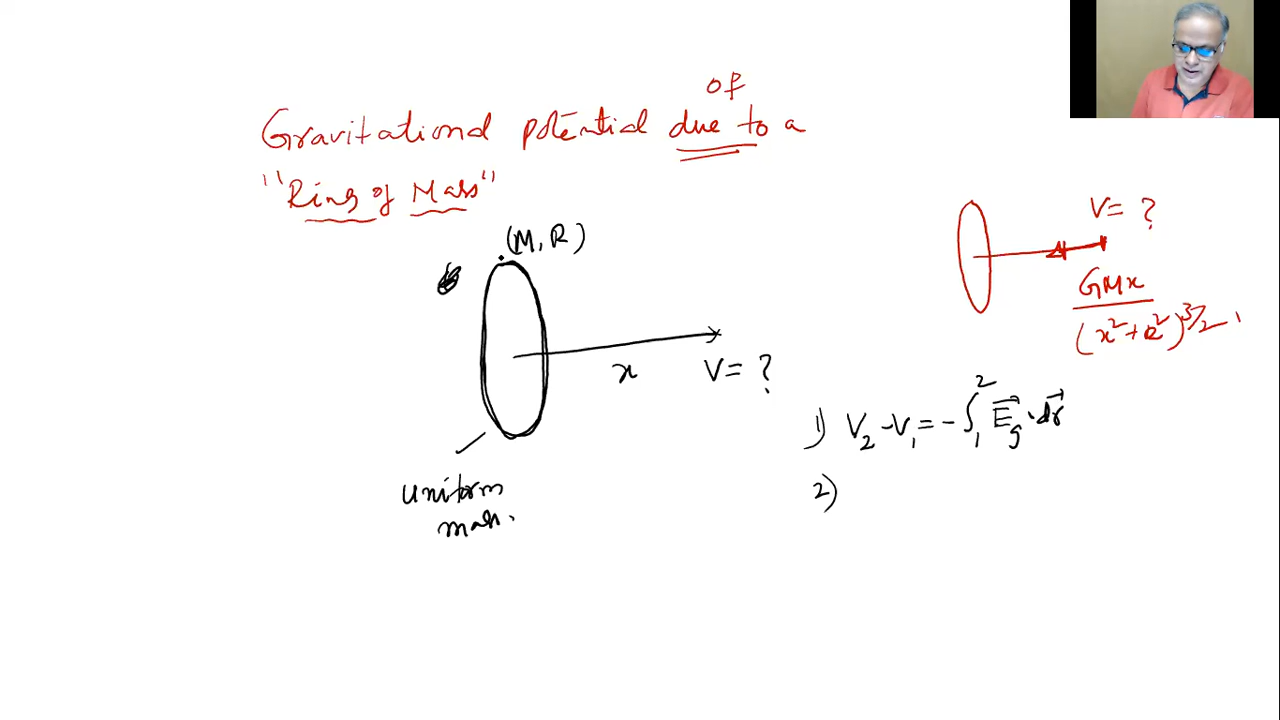 of
Gravitational potential due to a
"Ring of Mass"
(M, R)
x
V = ?
uniform
mass.
V = ?
GMx
(x²+R²)^3/2.
1) V₂ - V₁ = - ∫₁² E⃗g · dr⃗
2)